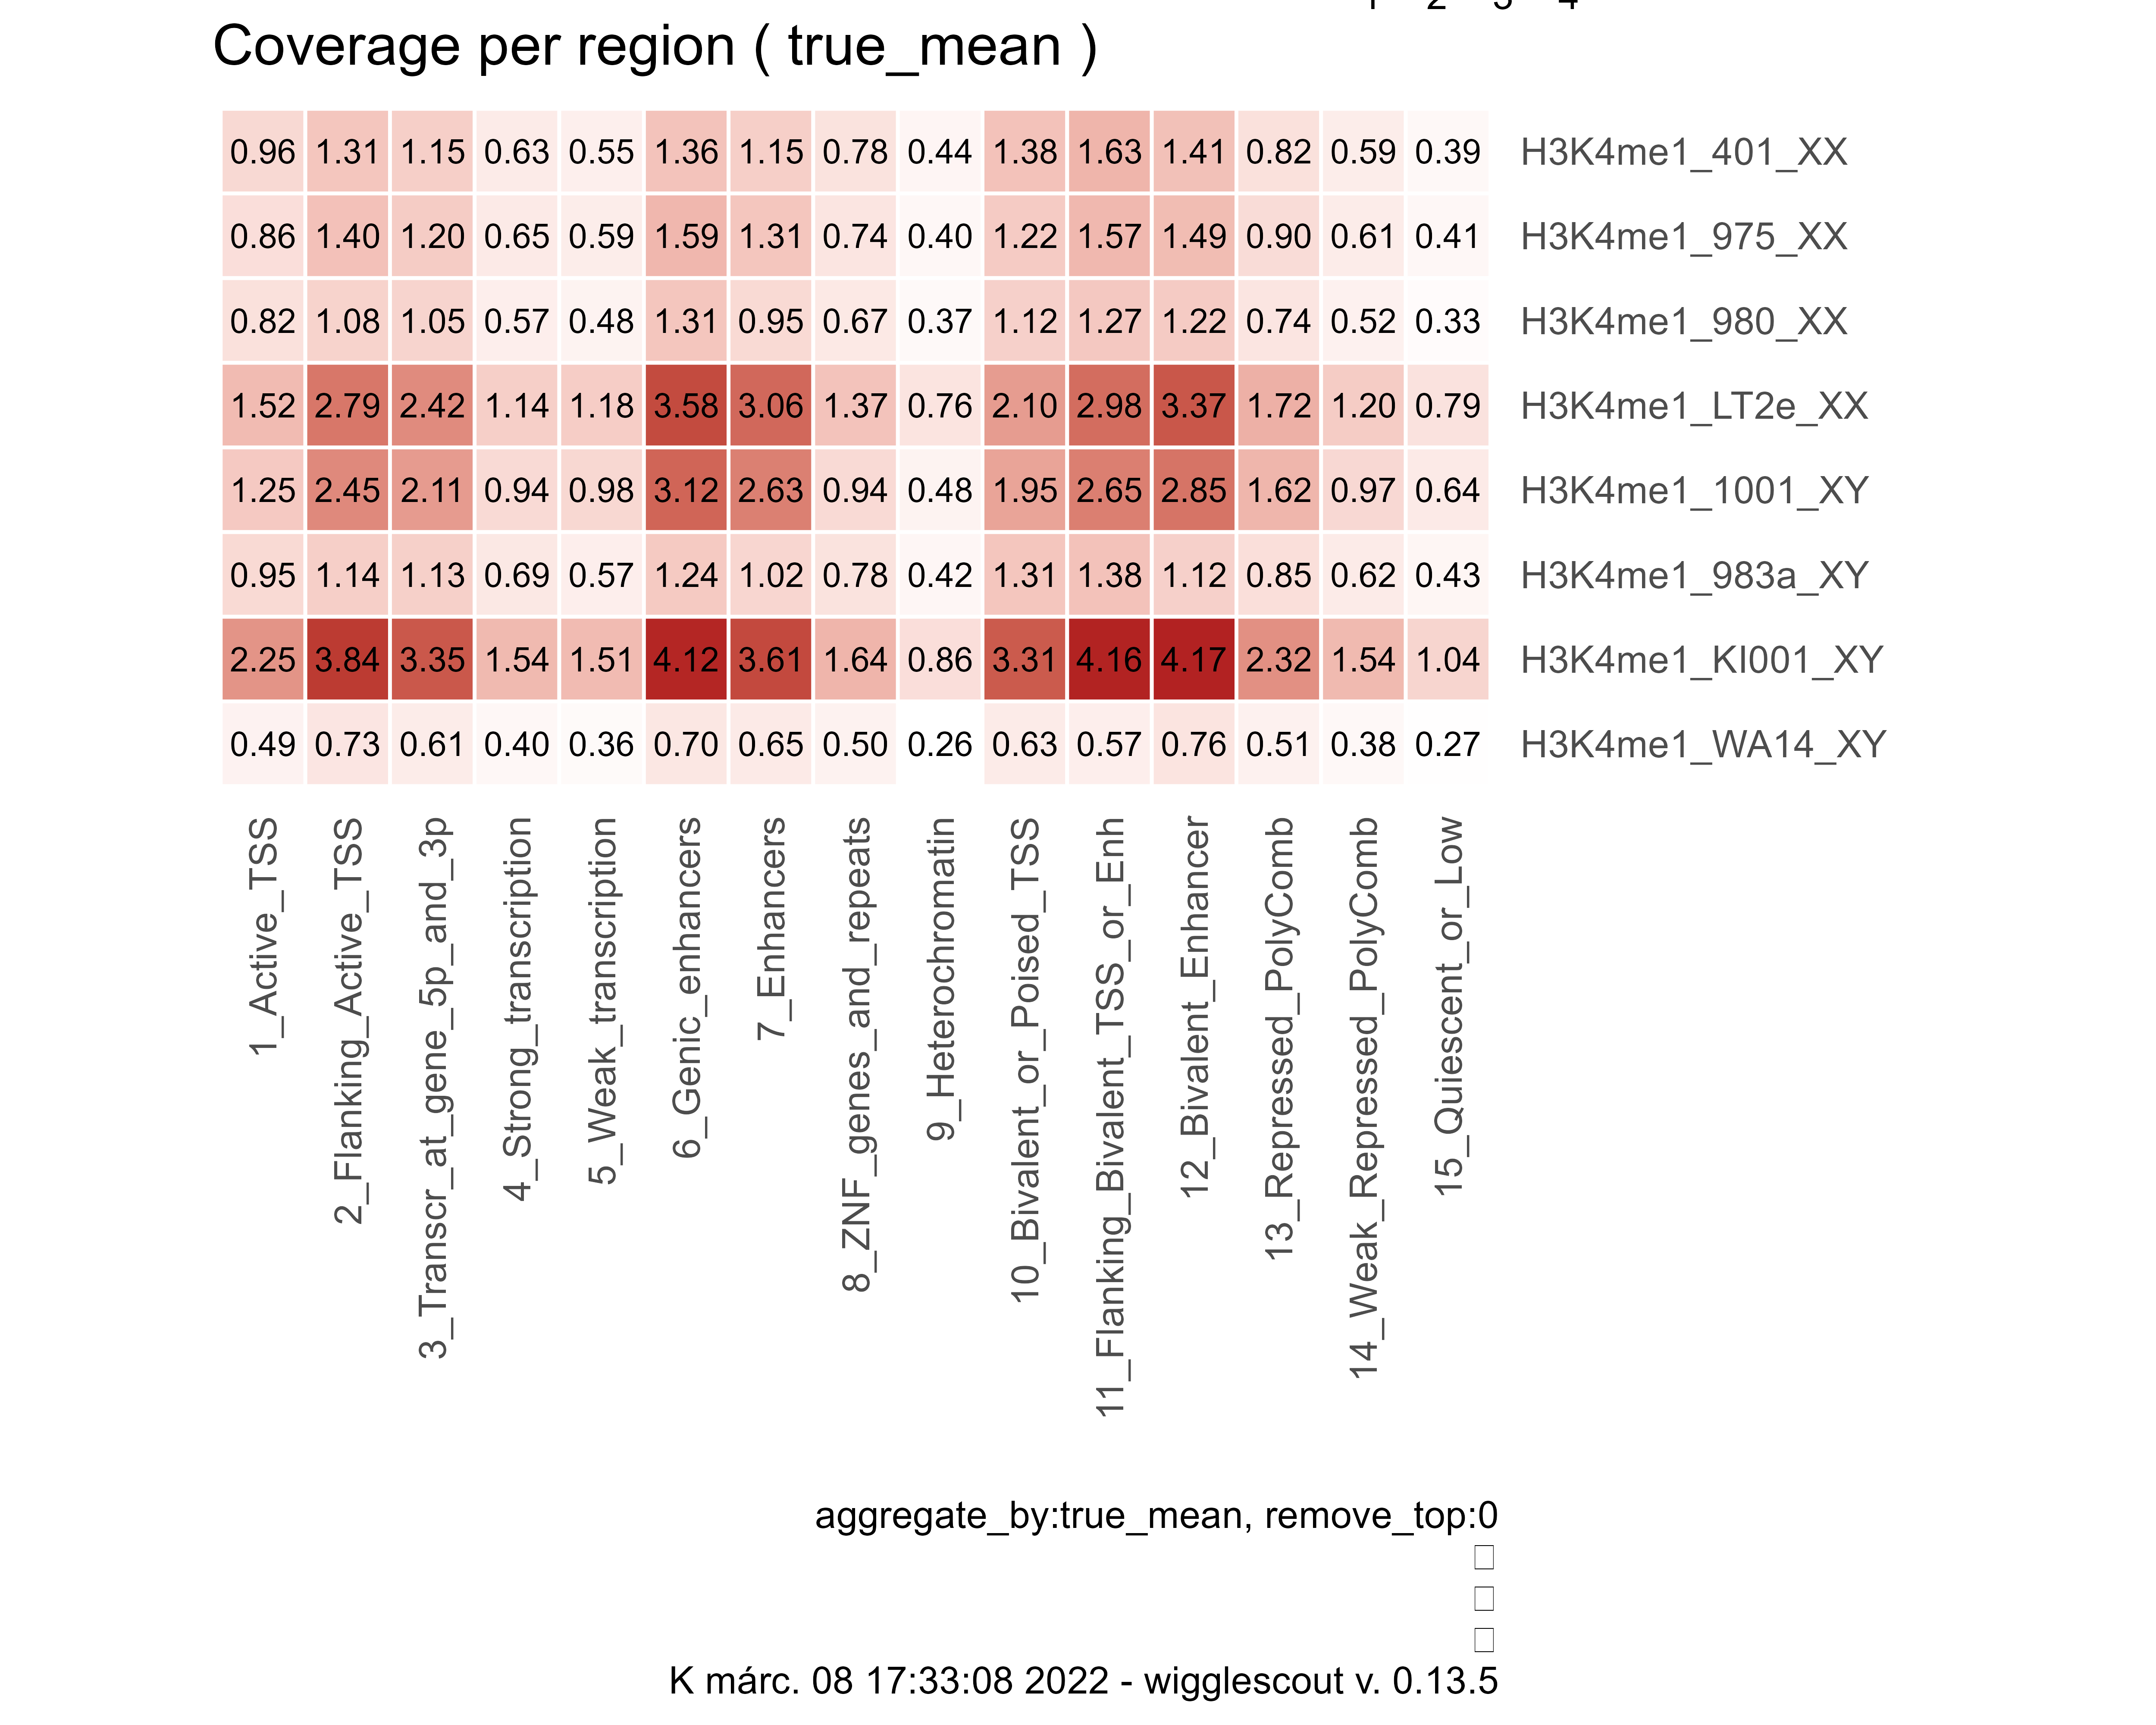 1 2 3 4
Coverage per region ( true_mean )
0.96 1.31 1.15 0.63 0.55 1.36 1.15 0.78 0.44 1.38 1.63 1.41 0.82 0.59 0.39 H3K4me1_401_XX
0.86 1.40 1.20 0.65 0.59 1.59 1.31 0.74 0.40 1.22 1.57 1.49 0.90 0.61 0.41 H3K4me1_975_XX
0.82 1.08 1.05 0.57 0.48 1.31 0.95 0.67 0.37 1.12 1.27 1.22 0.74 0.52 0.33 H3K4me1_980_XX
1.52 2.79 2.42 1.14 1.18 3.58 3.06 1.37 0.76 2.10 2.98 3.37 1.72 1.20 0.79 H3K4me1_LT2e_XX
1.25 2.45 2.11 0.94 0.98 3.12 2.63 0.94 0.48 1.95 2.65 2.85 1.62 0.97 0.64 H3K4me1_1001_XY
0.95 1.14 1.13 0.69 0.57 1.24 1.02 0.78 0.42 1.31 1.38 1.12 0.85 0.62 0.43 H3K4me1_983a_XY
2.25 3.84 3.35 1.54 1.51 4.12 3.61 1.64 0.86 3.31 4.16 4.17 2.32 1.54 1.04 H3K4me1_KI001_XY
0.49 0.73 0.61 0.40 0.36 0.70 0.65 0.50 0.26 0.63 0.57 0.76 0.51 0.38 0.27 H3K4me1_WA14_XY
1_Active_TSS
2_Flanking_Active_TSS
3_Transcr_at_gene_5p_and_3p
4_Strong_transcription
5_Weak_transcription
6_Genic_enhancers
7_Enhancers
8_ZNF_genes_and_repeats
9_Heterochromatin
10_Bivalent_or_Poised_TSS
11_Flanking_Bivalent_TSS_or_Enh
12_Bivalent_Enhancer
13_Repressed_PolyComb
14_Weak_Repressed_PolyComb
15_Quiescent_or_Low
aggregate_by:true_mean, remove_top:0
K márc. 08 17:33:08 2022 - wigglescout v. 0.13.5